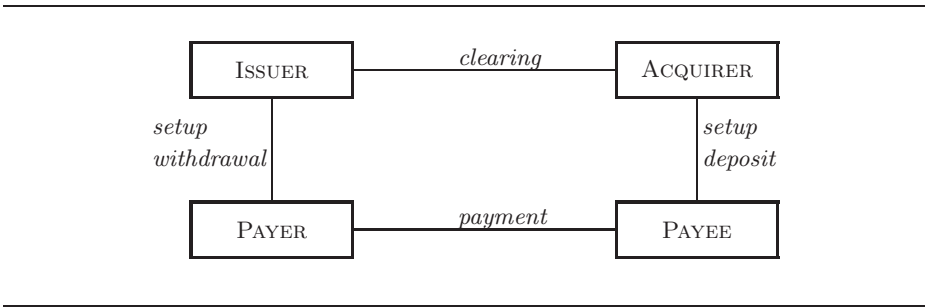 ISSUER
clearing
ACQUIRER
setup
withdrawal
setup
deposit
PAYER
payment
PAYEE